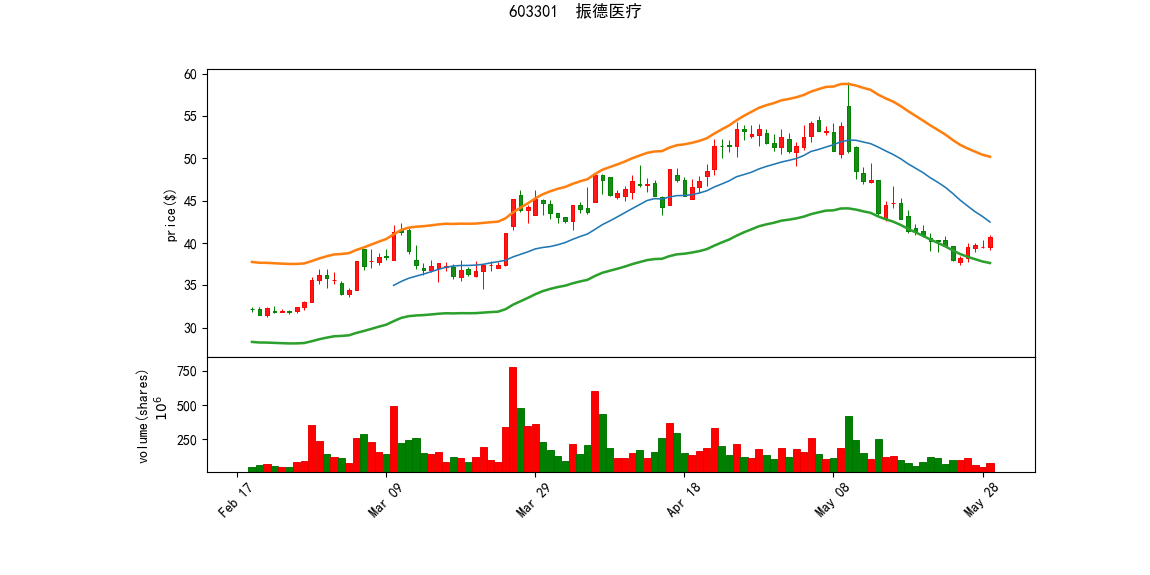 603301 振德医疗
60
55
50
45
40
35
30
price($)
750
500
250
volume(shares)
10^6
Feb 17
Mar 09
Mar 29
Apr 18
May 08
May 28